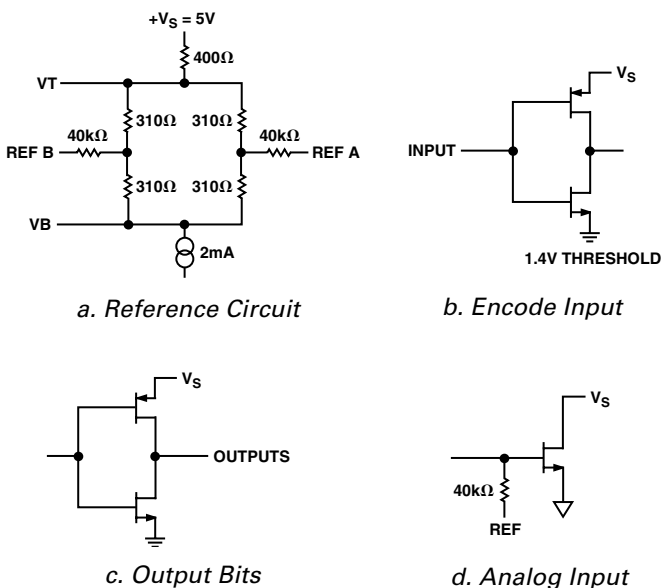 +VS = 5V
400Ω
VT
310Ω 310Ω
40kΩ 40kΩ
REF B REF A
310Ω 310Ω
VB
2mA
a. Reference Circuit
VS
INPUT
1.4V THRESHOLD
b. Encode Input
VS
OUTPUTS
c. Output Bits
VS
40kΩ
REF
d. Analog Input